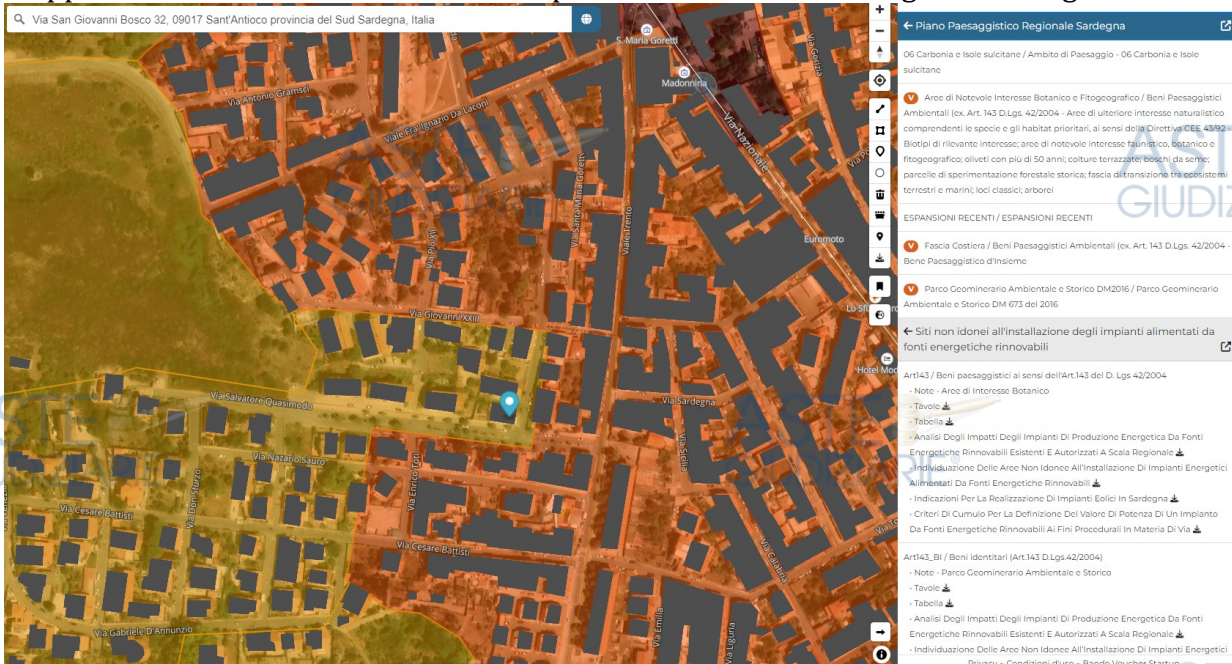 Via San Giovanni Bosco 32, 09017 Sant'Antioco provincia del Sud Sardegna, Italia
S. Maria Goretti
Madonnina
Via Gorizia
Via Antonio Gramsci
Viale Fra' Ignazio Da Laconi
Via Nazionale
Via Santa Maria Goretti
Viale Trento
Via Pio XII
Euromoto
Via Giovanni XXIII
Hotel Mod
Via Salvatore Quasimodo
Via Sardegna
Via Sicilia
Via Nazario Sauro
Via Enrico Toti
Via Don Sturzo
Via Cesare Battisti
Via Cesare Battisti
Via Calabria
Via Emilia
Via Liguria
Via Gabriele D'Annunzio
← Piano Paesaggistico Regionale Sardegna
06 Carbonia e Isole sulcitane / Ambito di Paesaggio - 06 Carbonia e Isole
sulcitane
V Aree di Notevole Interesse Botanico e Fitogeografico / Beni Paesaggistici
Ambientali (ex. Art. 143 D.Lgs. 42/2004 - Aree di ulteriore interesse naturalistico
comprendenti le specie e gli habitat prioritari, ai sensi della Direttiva CEE 43/92 -
Biotipi di rilevante interesse; aree di notevole interesse faunistico, botanico e
fitogeografico; oliveti con più di 50 anni; colture terrazzate; boschi da seme;
parcelle di sperimentazione forestale storica; fascia di transizione tra ecosistemi
terrestri e marini; loci classici; arborei
ESPANSIONI RECENTI / ESPANSIONI RECENTI
V Fascia Costiera / Beni Paesaggistici Ambientali (ex. Art. 143 D.Lgs. 42/2004 -
Bene Paesaggistico d'Insieme
V Parco Geominerario Ambientale e Storico DM2016 / Parco Geominerario
Ambientale e Storico DM 673 del 2016
← Siti non idonei all'installazione degli impianti alimentati da
fonti energetiche rinnovabili
Art143 / Beni paesaggistici ai sensi dell'Art.143 del D. Lgs 42/2004
• Note - Aree di Interesse Botanico
• Tavole
• Tabella
• Analisi Degli Impatti Degli Impianti Di Produzione Energetica Da Fonti
Energetiche Rinnovabili Esistenti E Autorizzati A Scala Regionale
• Individuazione Delle Aree Non Idonee All'Installazione Di Impianti Energetici
Alimentati Da Fonti Energetiche Rinnovabili
• Indicazioni Per La Realizzazione Di Impianti Eolici In Sardegna
• Criteri Di Cumulo Per La Definizione Del Valore Di Potenza Di Un Impianto
Da Fonti Energetiche Rinnovabili Ai Fini Procedurali In Materia Di Via
Art143_BI / Beni identitari (Art.143 D.Lgs.42/2004)
• Note - Parco Geominerario Ambientale e Storico
• Tavole
• Tabella
• Analisi Degli Impatti Degli Impianti Di Produzione Energetica Da Fonti
Energetiche Rinnovabili Esistenti E Autorizzati A Scala Regionale
• Individuazione Delle Aree Non Idonee All'Installazione Di Impianti Energetici
Privacy - Condizioni d'uso - Bando Voucher Startup